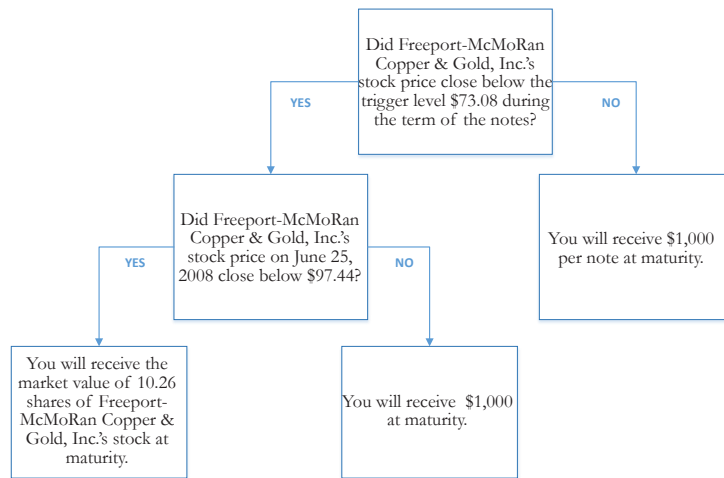 Did Freeport-McMoRan
Copper & Gold, Inc.'s
stock price close below the
trigger level $73.08 during
the term of the notes?
YES
NO
Did Freeport-McMoRan
Copper & Gold, Inc.'s
stock price on June 25,
2008 close below $97.44?
You will receive $1,000
per note at maturity.
YES
NO
You will receive the
market value of 10.26
shares of Freeport-
McMoRan Copper &
Gold, Inc.'s stock at
maturity.
You will receive $1,000
at maturity.